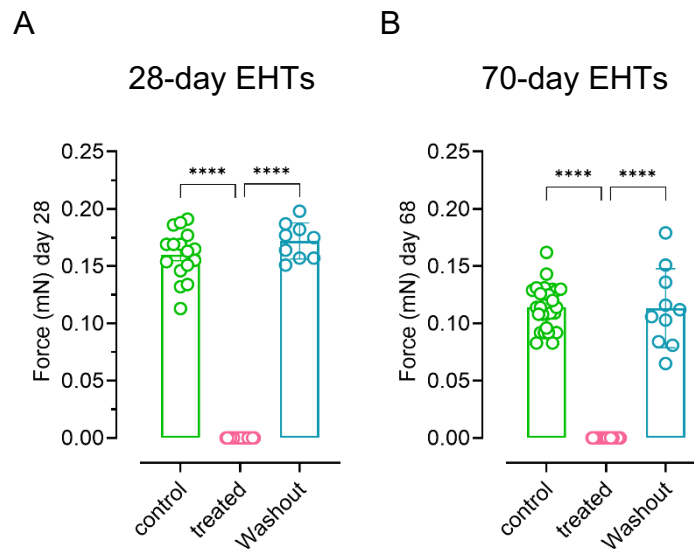 A
28-day EHTs
Force (mN) day 28
0.25
0.20
0.15
0.10
0.05
0.00
**** ****
control
treated
Washout
B
70-day EHTs
Force (mN) day 68
0.25
0.20
0.15
0.10
0.05
0.00
**** ****
control
treated
Washout